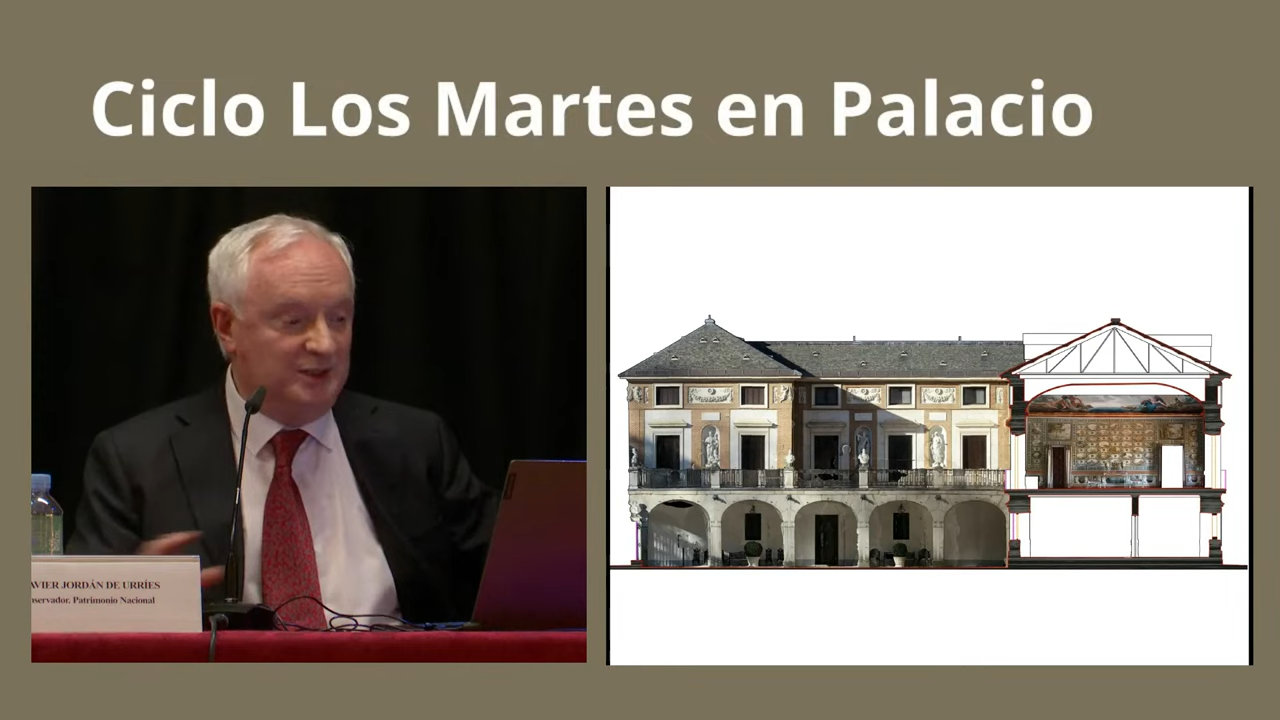 Ciclo Los Martes en Palacio
AVIER JORDÁN DE URRÍES
nservador, Patrimonio Nacional